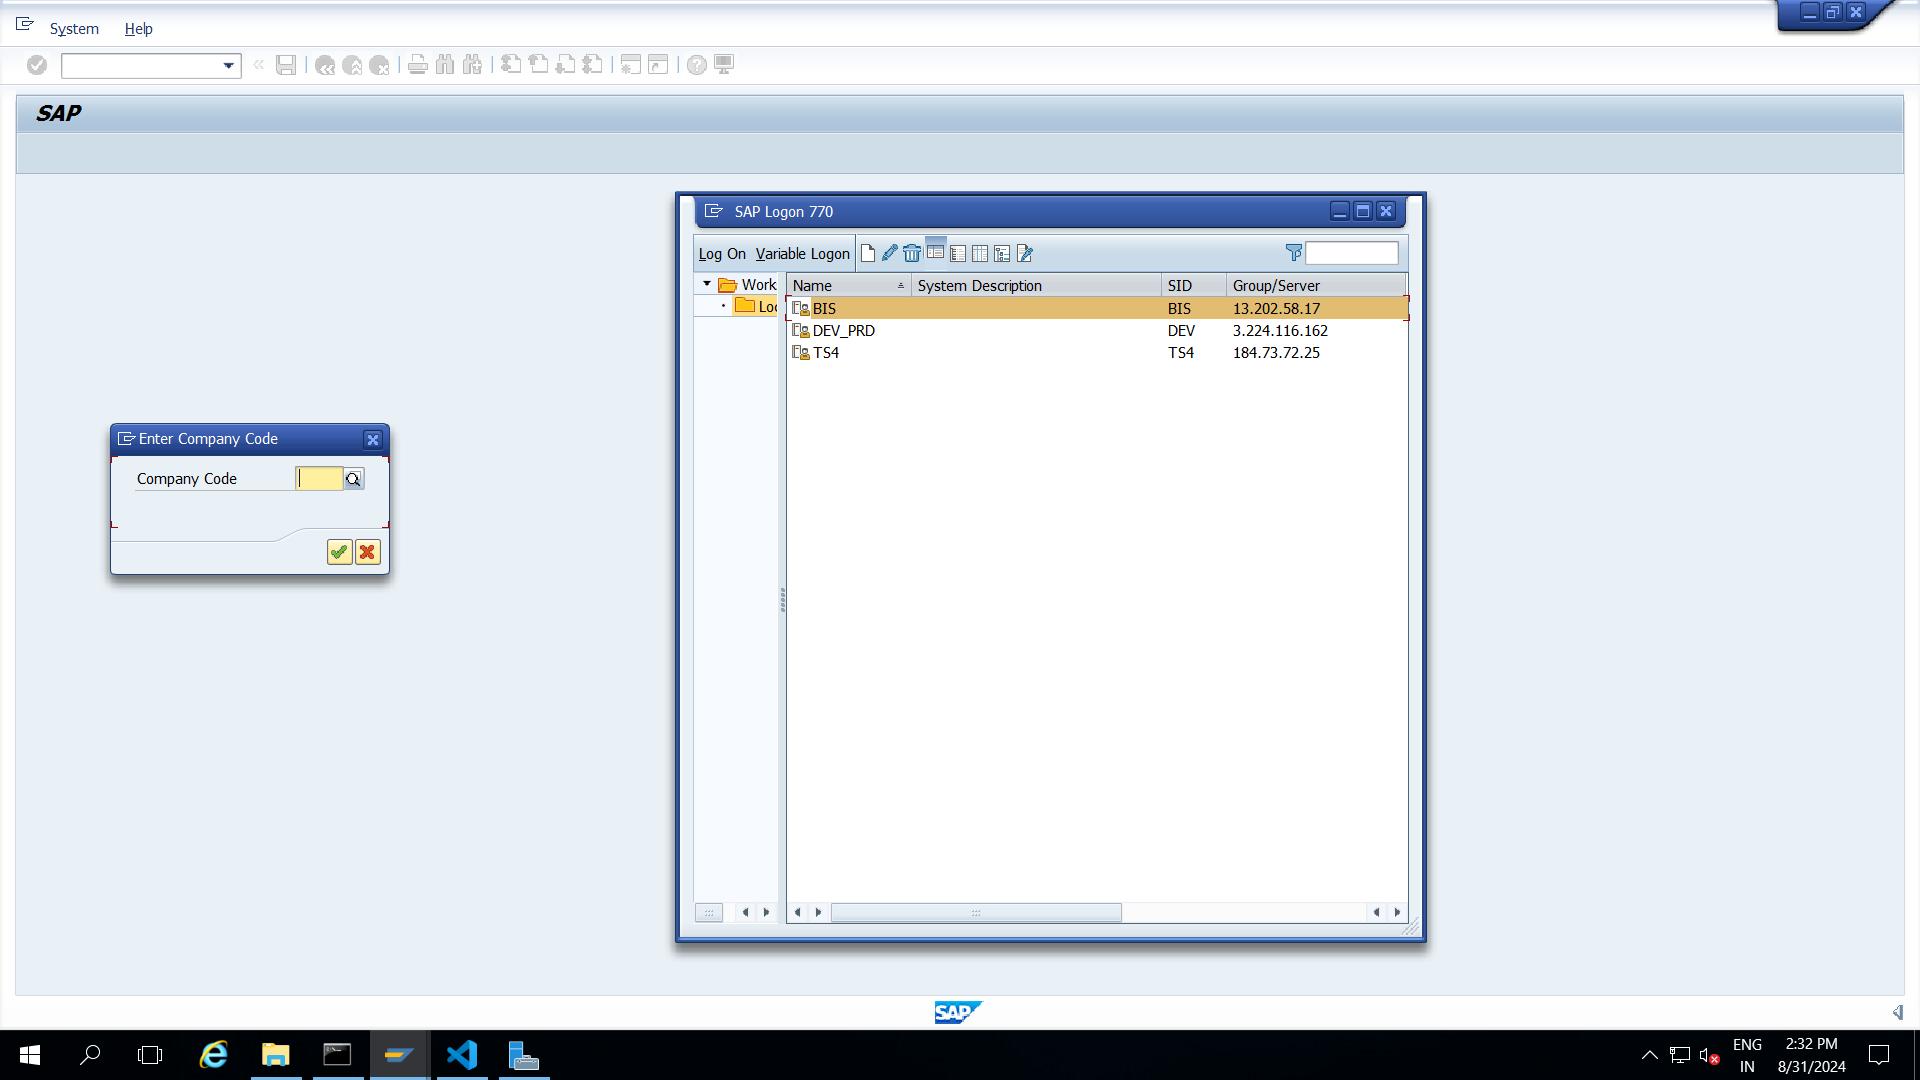 System Help
SAP
SAP Logon 770
Log On Variable Logon
Work
Name System Description SID Group/Server
Loc
BIS BIS 13.202.58.17
DEV_PRD DEV 3.224.116.162
TS4 TS4 184.73.72.25
Enter Company Code
Company Code
SAP
ENG
IN
2:32 PM
8/31/2024